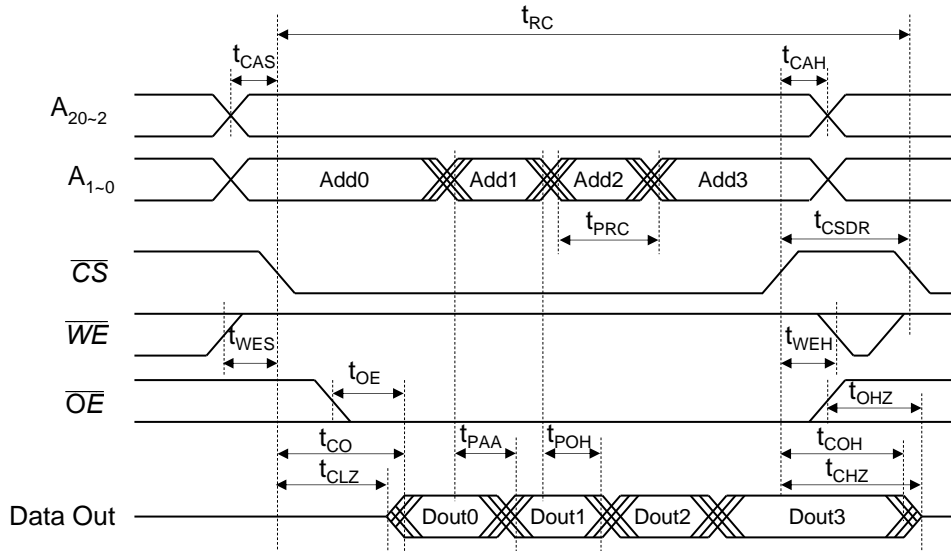 tRC
tCAS
tCAH
A20~2
A1~0
Add0 Add1 Add2 Add3
tPRC
tCSDR
CS
WE
tWES
tWEH
tOE
OE
tOHZ
tCO
tPAA
tPOH
tCOH
tCLZ
tCHZ
Data Out
Dout0 Dout1 Dout2 Dout3